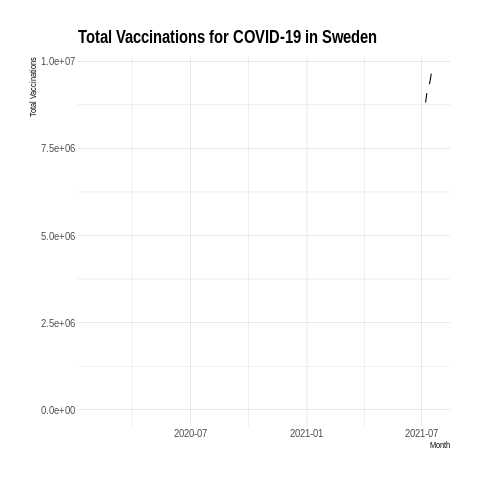 Total Vaccinations for COVID-19 in Sweden
Total Vaccinations
1.0e+07
7.5e+06
5.0e+06
2.5e+06
0.0e+00
2020-07 2021-01 2021-07
Month